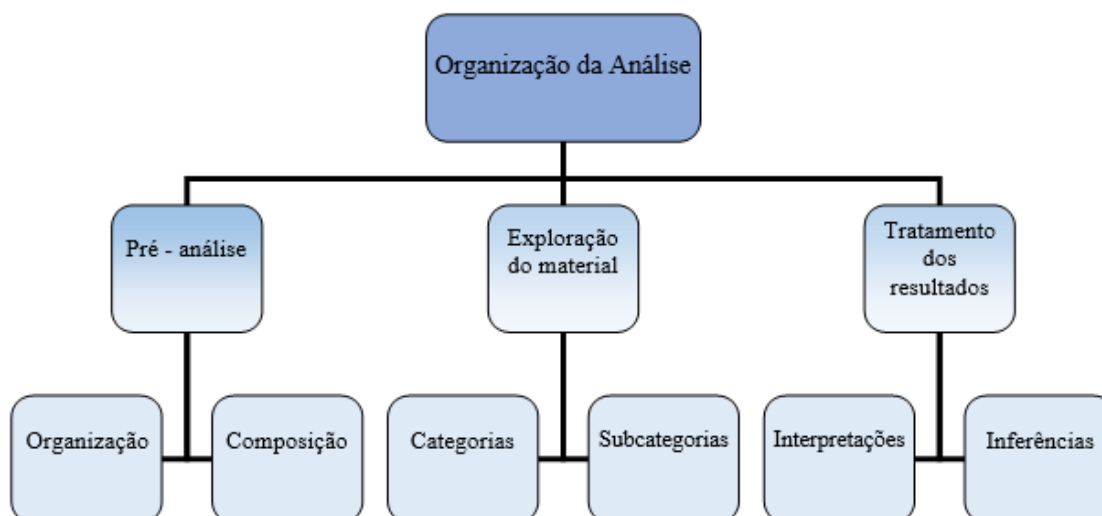 Organização da Análise
Pré - análise
Exploração
do material
Tratamento
dos
resultados
Organização
Composição
Categorias
Subcategorias
Interpretações
Inferências